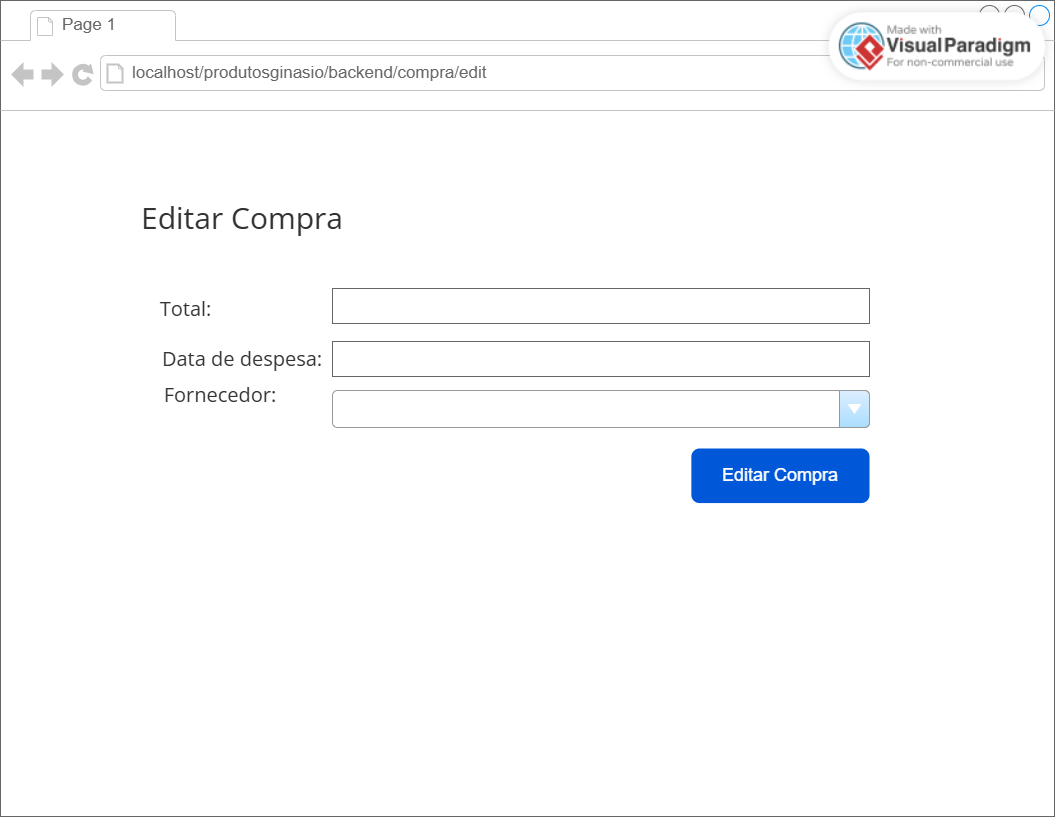 Page 1
Made with
Visual Paradigm
For non-commercial use
localhost/produtosginasio/backend/compra/edit
Editar Compra
Total:
Data de despesa:
Fornecedor:
Editar Compra